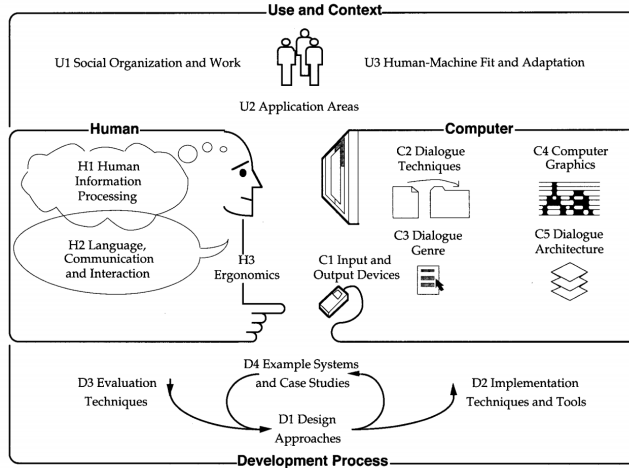 Use and Context
U1 Social Organization and Work
U3 Human-Machine Fit and Adaptation
U2 Application Areas
Human
Computer
H1 Human
Information
Processing
H2 Language,
Communication
and Interaction
H3
Ergonomics
C2 Dialogue
Techniques
C4 Computer
Graphics
C3 Dialogue
Genre
C1 Input and
Output Devices
C5 Dialogue
Architecture
D4 Example Systems
and Case Studies
D3 Evaluation
Techniques
D2 Implementation
Techniques and Tools
D1 Design
Approaches
Development Process